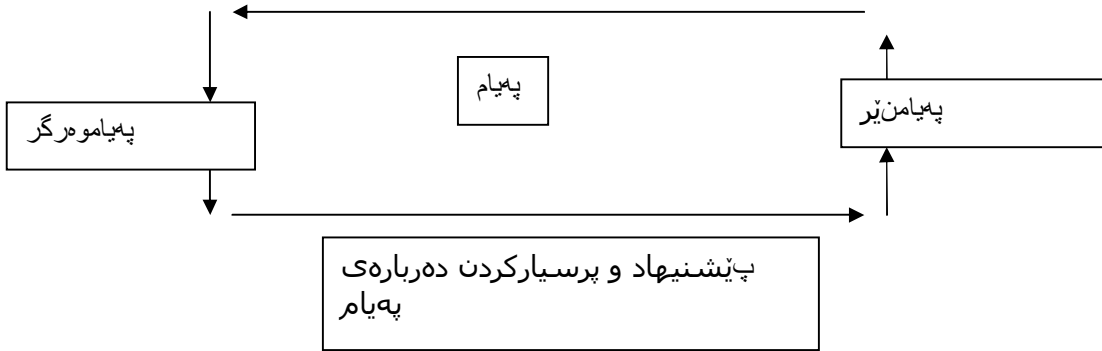 پەیام
پەیامنێر
پەیاموەرگر
پێشنیهاد و پرسیارکردن دەربارەی
پەیام